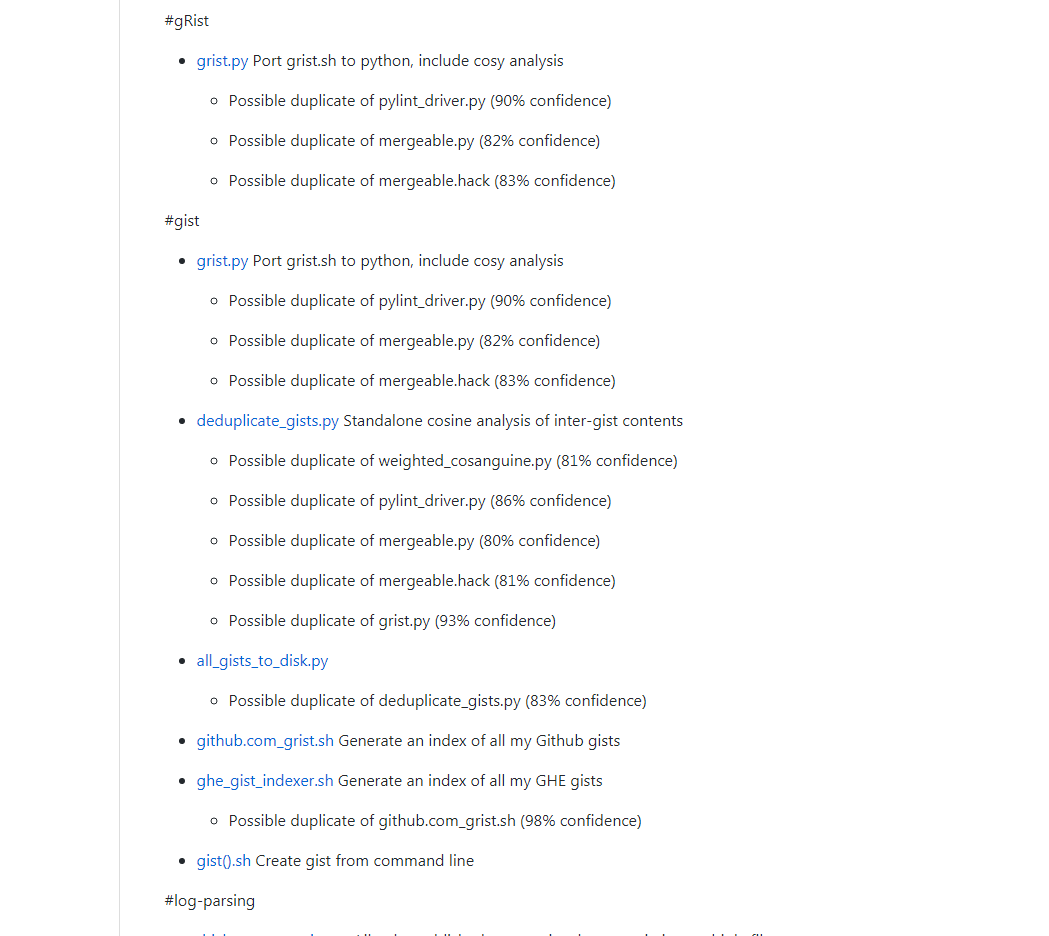 #gRist
grist.py Port grist.sh to python, include cosy analysis
Possible duplicate of pylint_driver.py (90% confidence)
Possible duplicate of mergeable.py (82% confidence)
Possible duplicate of mergeable.hack (83% confidence)
#gist
grist.py Port grist.sh to python, include cosy analysis
Possible duplicate of pylint_driver.py (90% confidence)
Possible duplicate of mergeable.py (82% confidence)
Possible duplicate of mergeable.hack (83% confidence)
deduplicate_gists.py Standalone cosine analysis of inter-gist contents
Possible duplicate of weighted_cosanguine.py (81% confidence)
Possible duplicate of pylint_driver.py (86% confidence)
Possible duplicate of mergeable.py (80% confidence)
Possible duplicate of mergeable.hack (81% confidence)
Possible duplicate of grist.py (93% confidence)
all_gists_to_disk.py
Possible duplicate of deduplicate_gists.py (83% confidence)
github.com_grist.sh Generate an index of all my Github gists
ghe_gist_indexer.sh Generate an index of all my GHE gists
Possible duplicate of github.com_grist.sh (98% confidence)
gist().sh Create gist from command line
#log-parsing